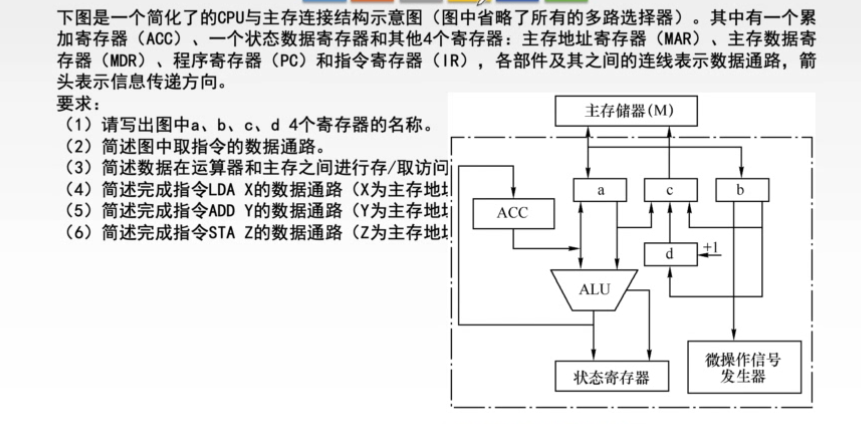 下图是一个简化了的CPU与主存连接结构示意图（图中省略了所有的多路选择器）。其中有一个累
加寄存器（ACC）、一个状态数据寄存器和其他4个寄存器：主存地址寄存器（MAR）、主存数据寄
存器（MDR）、程序寄存器（PC）和指令寄存器（IR），各部件及其之间的连线表示数据通路，箭
头表示信息传递方向。
要求：
（1）请写出图中a、b、c、d 4个寄存器的名称。
（2）简述图中取指令的数据通路。
（3）简述数据在运算器和主存之间进行存/取访问
（4）简述完成指令LDA X的数据通路（X为主存地
（5）简述完成指令ADD Y的数据通路（Y为主存地
（6）简述完成指令STA Z的数据通路（Z为主存地
主存储器(M)
a
c
b
ACC
d
+1
ALU
状态寄存器
微操作信号
发生器